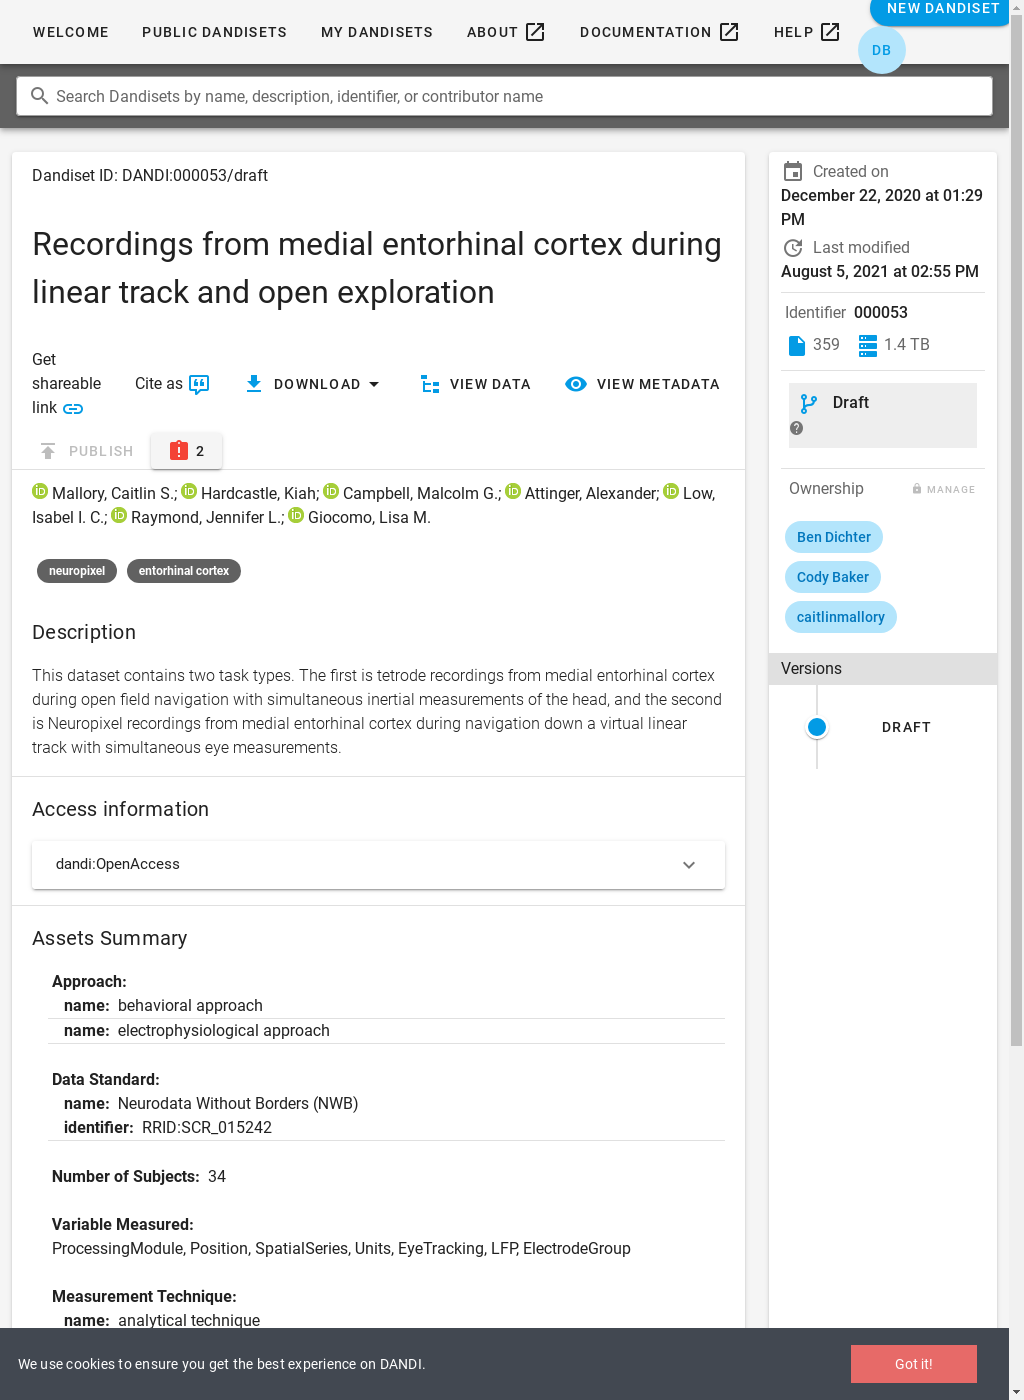 WELCOME PUBLIC DANDISETS MY DANDISETS ABOUT DOCUMENTATION HELP NEW DANDISET
DB
Search Dandisets by name, description, identifier, or contributor name
Dandiset ID: DANDI:000053/draft
Recordings from medial entorhinal cortex during
linear track and open exploration
Get
shareable
link
Cite as
DOWNLOAD
VIEW DATA
VIEW METADATA
PUBLISH
2
Mallory, Caitlin S.; Hardcastle, Kiah; Campbell, Malcolm G.; Attinger, Alexander; Low,
Isabel I. C.; Raymond, Jennifer L.; Giocomo, Lisa M.
neuropixel entorhinal cortex
Description
This dataset contains two task types. The first is tetrode recordings from medial entorhinal cortex
during open field navigation with simultaneous inertial measurements of the head, and the second
is Neuropixel recordings from medial entorhinal cortex during navigation down a virtual linear
track with simultaneous eye measurements.
Access information
dandi:OpenAccess
Assets Summary
Approach:
name: behavioral approach
name: electrophysiological approach
Data Standard:
name: Neurodata Without Borders (NWB)
identifier: RRID:SCR_015242
Number of Subjects: 34
Variable Measured:
ProcessingModule, Position, SpatialSeries, Units, EyeTracking, LFP, ElectrodeGroup
Measurement Technique:
name: analytical technique
Created on
December 22, 2020 at 01:29
PM
Last modified
August 5, 2021 at 02:55 PM
Identifier 000053
359 1.4 TB
Draft
Ownership MANAGE
Ben Dichter
Cody Baker
caitlinmallory
Versions
DRAFT
We use cookies to ensure you get the best experience on DANDI.
Got it!